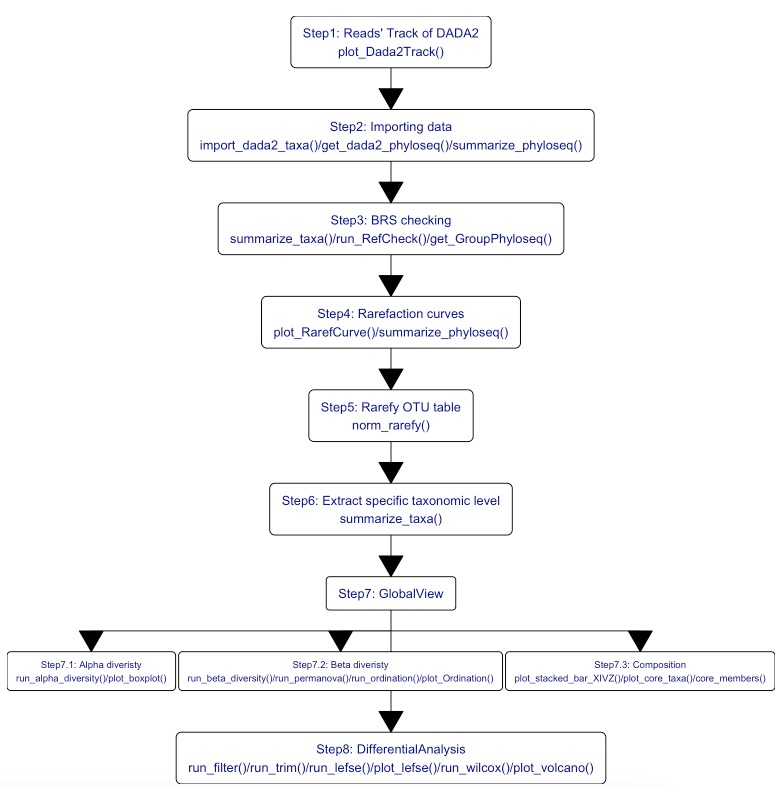 Step1: Reads' Track of DADA2
plot_Dada2Track()
Step2: Importing data
import_dada2_taxa()/get_dada2_phyloseq()/summarize_phyloseq()
Step3: BRS checking
summarize_taxa()/run_RefCheck()/get_GroupPhyloseq()
Step4: Rarefaction curves
plot_RarefCurve()/summarize_phyloseq()
Step5: Rarefy OTU table
norm_rarefy()
Step6: Extract specific taxonomic level
summarize_taxa()
Step7: GlobalView
Step7.1: Alpha diveristy
run_alpha_diversity()/plot_boxplot()
Step7.2: Beta diveristy
run_beta_diversity()/run_permanova()/run_ordination()/plot_Ordination()
Step7.3: Composition
plot_stacked_bar_XIVZ()/plot_core_taxa()/core_members()
Step8: DifferentialAnalysis
run_filter()/run_trim()/run_lefse()/plot_lefse()/run_wilcox()/plot_volcano()